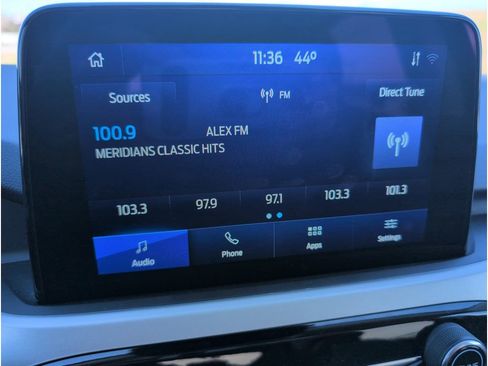 11:36 44°
Sources FM Direct Tune
100.9 ALEX FM
MERIDIANS CLASSIC HITS
103.3 97.9 97.1 103.3 101.3
Audio Phone Apps Settings